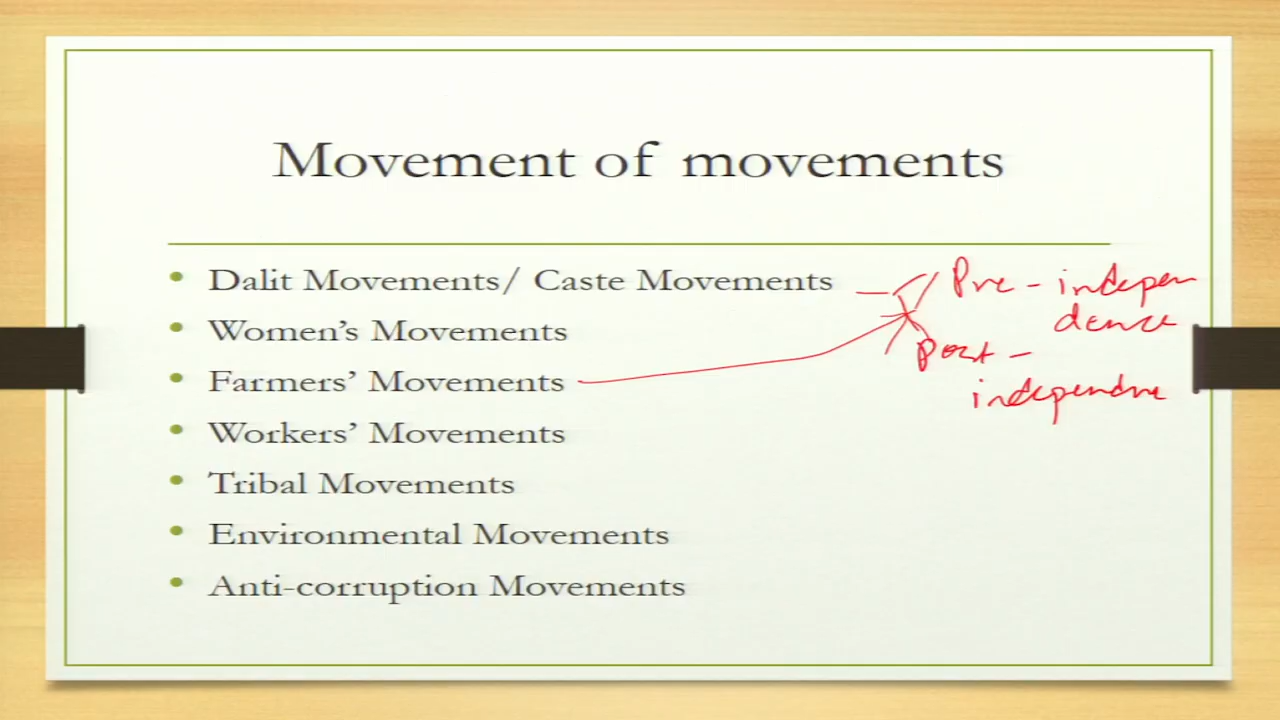 Movement of movements
• Dalit Movements/ Caste Movements
• Women's Movements
• Farmers' Movements
• Workers' Movements
• Tribal Movements
• Environmental Movements
• Anti-corruption Movements
Pre - indepen
dence
Post -
independence